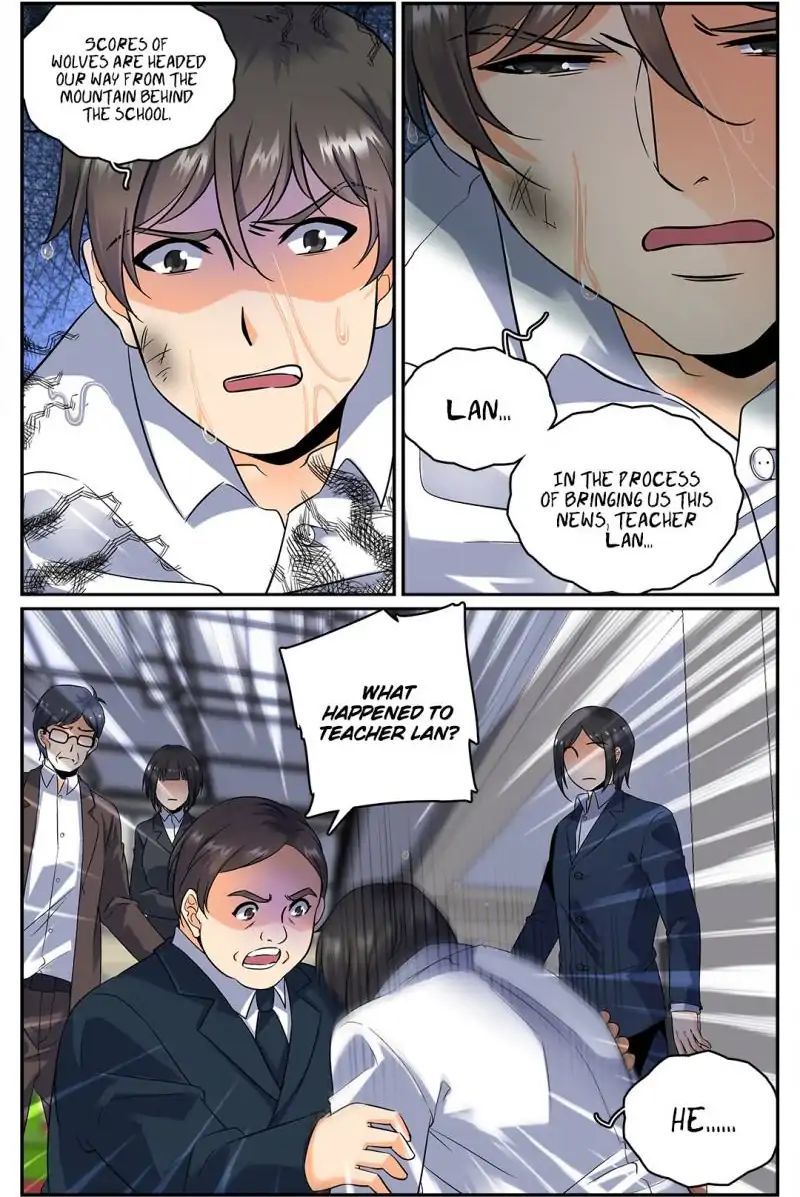 SCORES OF
WOLVES ARE HEADED
OUR WAY FROM THE
MOUNTAIN BEHIND
THE SCHOOL.
LAN...
IN THE PROCESS
OF BRINGING US THIS
NEWS, TEACHER
LAN...
WHAT
HAPPENED TO
TEACHER LAN?
HE......